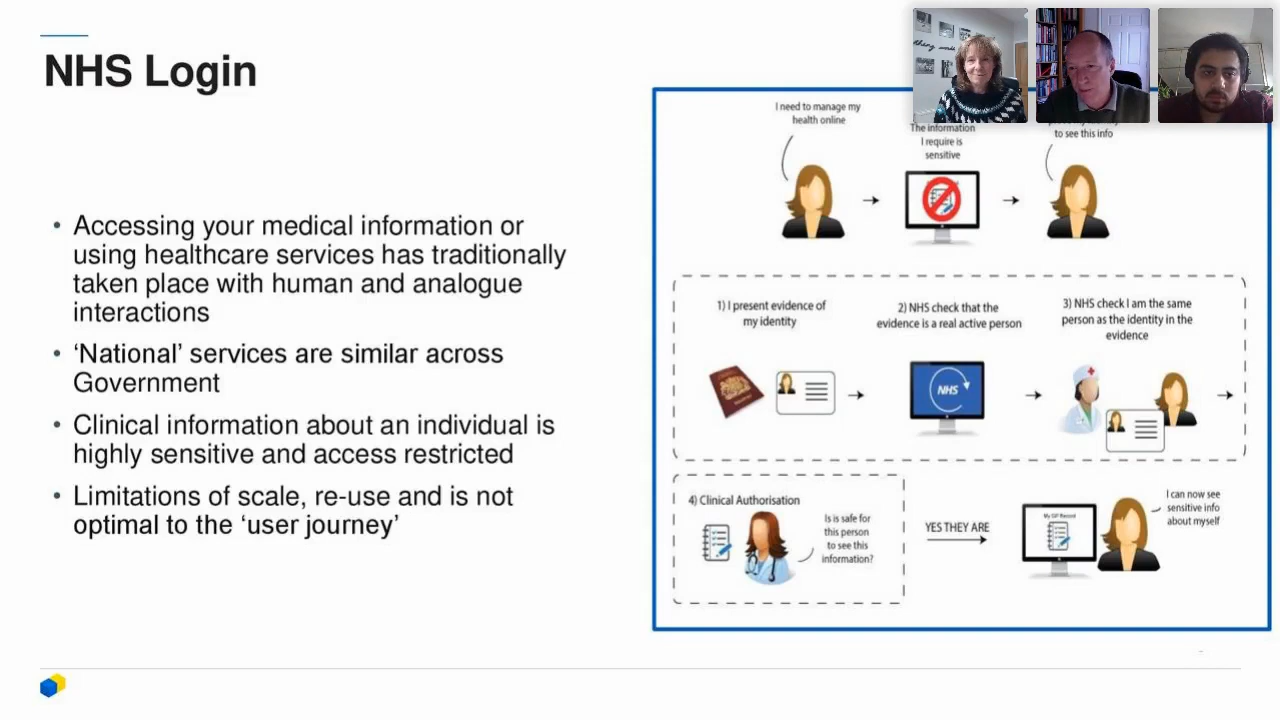 NHS Login
Accessing your medical information or
using healthcare services has traditionally
taken place with human and analogue
interactions
‘National’ services are similar across
Government
Clinical information about an individual is
highly sensitive and access restricted
Limitations of scale, re-use and is not
optimal to the ‘user journey’
I need to manage my
health online
The information
I require is
sensitive
to see this info
1) I present evidence of
my identity
2) NHS check that the
evidence is a real active person
3) NHS check I am the same
person as the identity in the
evidence
NHS
4) Clinical Authorisation
Is is safe for
this person
to see this
information?
YES THEY ARE
My GP Record
I can now see
sensitive info
about myself